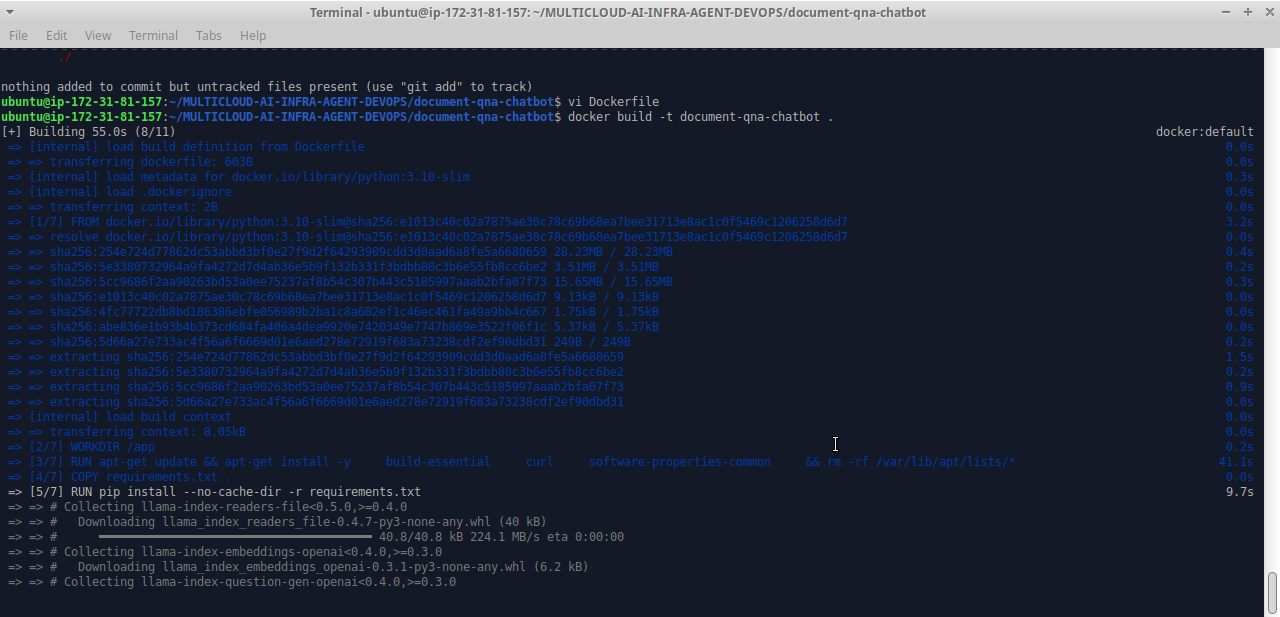 Terminal - ubuntu@ip-172-31-81-157: ~/MULTICLOUD-AI-INFRA-AGENT-DEVOPS/document-qna-chatbot
File Edit View Terminal Tabs Help
./
nothing added to commit but untracked files present (use "git add" to track)
ubuntu@ip-172-31-81-157:~/MULTICLOUD-AI-INFRA-AGENT-DEVOPS/document-qna-chatbot$ vi Dockerfile
ubuntu@ip-172-31-81-157:~/MULTICLOUD-AI-INFRA-AGENT-DEVOPS/document-qna-chatbot$ docker build -t document-qna-chatbot .
[+] Building 55.0s (8/11) docker:default
=> [internal] load build definition from Dockerfile 0.0s
=> => transferring dockerfile: 603B 0.0s
=> [internal] load metadata for docker.io/library/python:3.10-slim 0.3s
=> [internal] load .dockerignore 0.0s
=> => transferring context: 2B 0.0s
=> [1/7] FROM docker.io/library/python:3.10-slim@sha256:e1013c40c02a7875ae30c78c69b68ea7bee31713e8ac1c0f5469c1206258d6d7 3.2s
=> => resolve docker.io/library/python:3.10-slim@sha256:e1013c40c02a7875ae30c78c69b68ea7bee31713e8ac1c0f5469c1206258d6d7 0.0s
=> => sha256:254e724d77862dc53abbd3bf0e27f9d2f64293909cdd3d0aad6a8fe5a6680659 28.23MB / 28.23MB 0.4s
=> => sha256:5e3380732964a9fa4272d7d4ab36e5b9f132b331f3bdbb80c3b6e55fb8cc6be2 3.51MB / 3.51MB 0.2s
=> => sha256:5cc9686f2aa90263bd53a0ee75237af8b54c307b443c5185997aaab2bfa07f73 15.65MB / 15.65MB 0.3s
=> => sha256:e1013c40c02a7875ae30c78c69b68ea7bee31713e8ac1c0f5469c1206258d6d7 9.13kB / 9.13kB 0.0s
=> => sha256:4fc77722db8bd186386ebfe056989b2ba1c8a602ef1c46ec461fa49a9bb4c667 1.75kB / 1.75kB 0.0s
=> => sha256:abe836e1b93b4b373cd684fa406a4dea9920e7420349e7747b869e3522f06f1c 5.37kB / 5.37kB 0.0s
=> => sha256:5d66a27e733ac4f56a6f6669d01e6aed278e72919f683a73238cdf2ef90dbd31 249B / 249B 0.2s
=> => extracting sha256:254e724d77862dc53abbd3bf0e27f9d2f64293909cdd3d0aad6a8fe5a6680659 1.5s
=> => extracting sha256:5e3380732964a9fa4272d7d4ab36e5b9f132b331f3bdbb80c3b6e55fb8cc6be2 0.2s
=> => extracting sha256:5cc9686f2aa90263bd53a0ee75237af8b54c307b443c5185997aaab2bfa07f73 0.9s
=> => extracting sha256:5d66a27e733ac4f56a6f6669d01e6aed278e72919f683a73238cdf2ef90dbd31 0.0s
=> [internal] load build context 0.0s
=> => transferring context: 8.05kB 0.0s
=> [2/7] WORKDIR /app 0.2s
=> [3/7] RUN apt-get update && apt-get install -y build-essential curl software-properties-common && rm -rf /var/lib/apt/lists/* 41.1s
=> [4/7] COPY requirements.txt . 0.0s
=> [5/7] RUN pip install --no-cache-dir -r requirements.txt 9.7s
=> => # Collecting llama-index-readers-file<0.5.0,>=0.4.0
=> => # Downloading llama_index_readers_file-0.4.7-py3-none-any.whl (40 kB)
=> => # ━━━━━━━━━━━━━━━━━━━━━━━━━━━━━━━━━━━━━━━ 40.8/40.8 kB 224.1 MB/s eta 0:00:00
=> => # Collecting llama-index-embeddings-openai<0.4.0,>=0.3.0
=> => # Downloading llama_index_embeddings_openai-0.3.1-py3-none-any.whl (6.2 kB)
=> => # Collecting llama-index-question-gen-openai<0.4.0,>=0.3.0